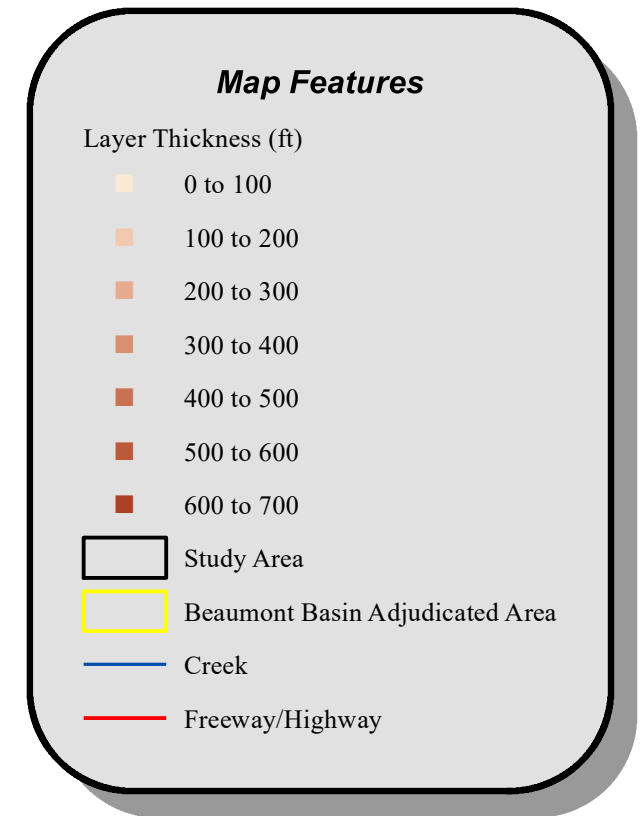 Map Features
Layer Thickness (ft)
0 to 100
100 to 200
200 to 300
300 to 400
400 to 500
500 to 600
600 to 700
Study Area
Beaumont Basin Adjudicated Area
Creek
Freeway/Highway